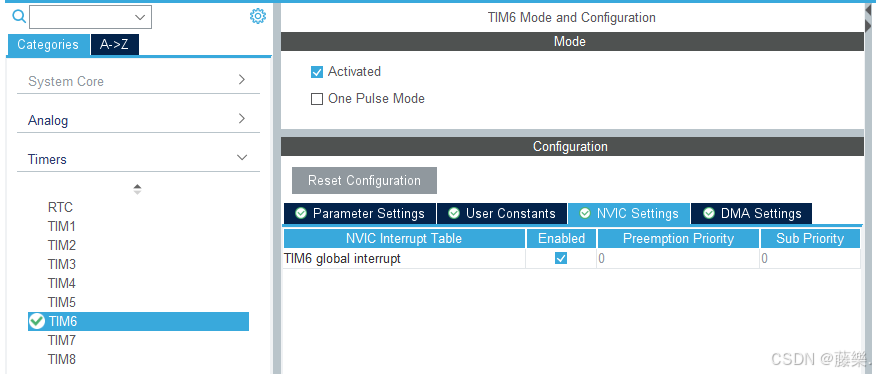 Categories A->Z
System Core
Analog
Timers
RTC
TIM1
TIM2
TIM3
TIM4
TIM5
TIM6
TIM7
TIM8
TIM6 Mode and Configuration
Mode
Activated
One Pulse Mode
Configuration
Reset Configuration
Parameter Settings User Constants NVIC Settings DMA Settings
NVIC Interrupt Table Enabled Preemption Priority Sub Priority
TIM6 global interrupt 0 0
CSDN @藤樂.